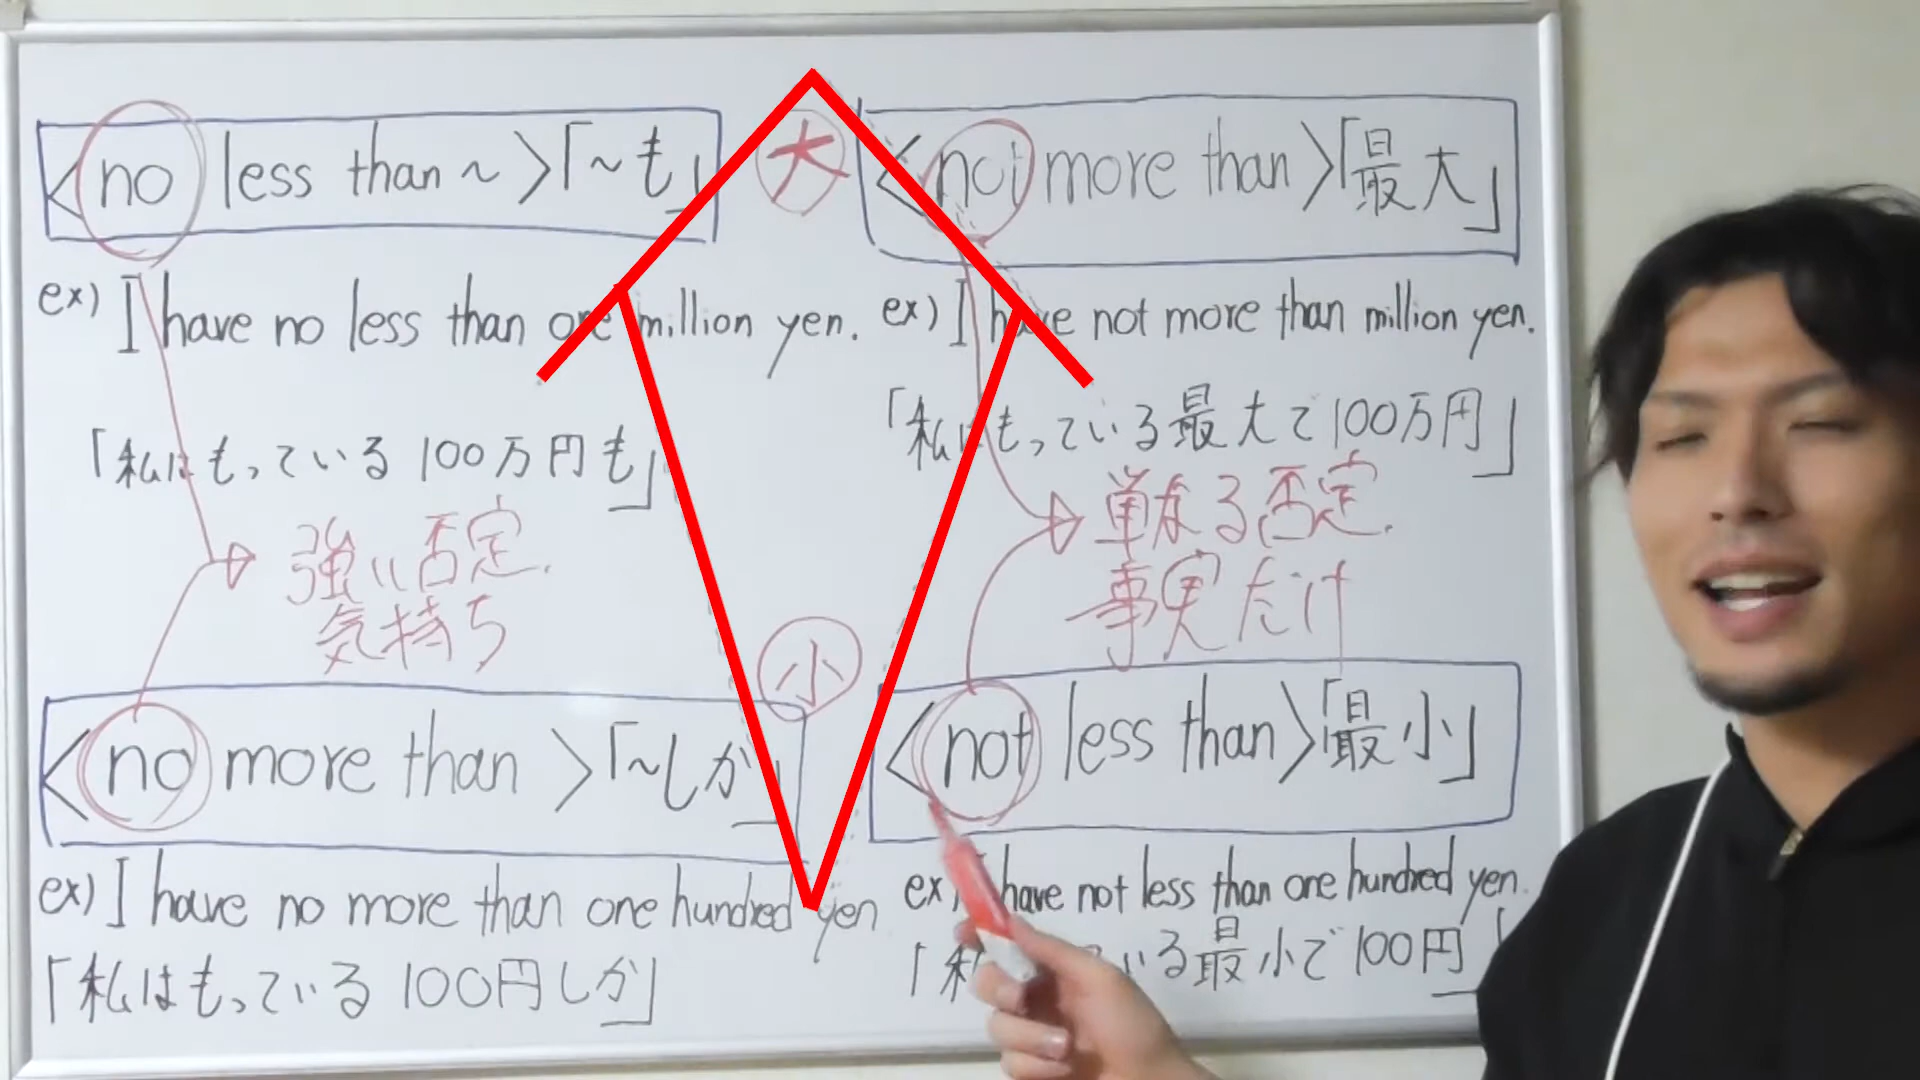 <no less than ~>「~も」
大
<not more than>「最大」
ex) I have no less than one million yen.
「私はもっている 100万円も」
強い否定.
気持ち
ex) I have not more than million yen.
「私はもっている最大で100万円」
単なる否定.
事実だけ
小
<no more than >「~しか」
ex) I have no more than one hundred yen
「私はもっている 100円しか」
<not less than>「最小」
ex) I have not less than one hundred yen.
「私 いる最小で100円」